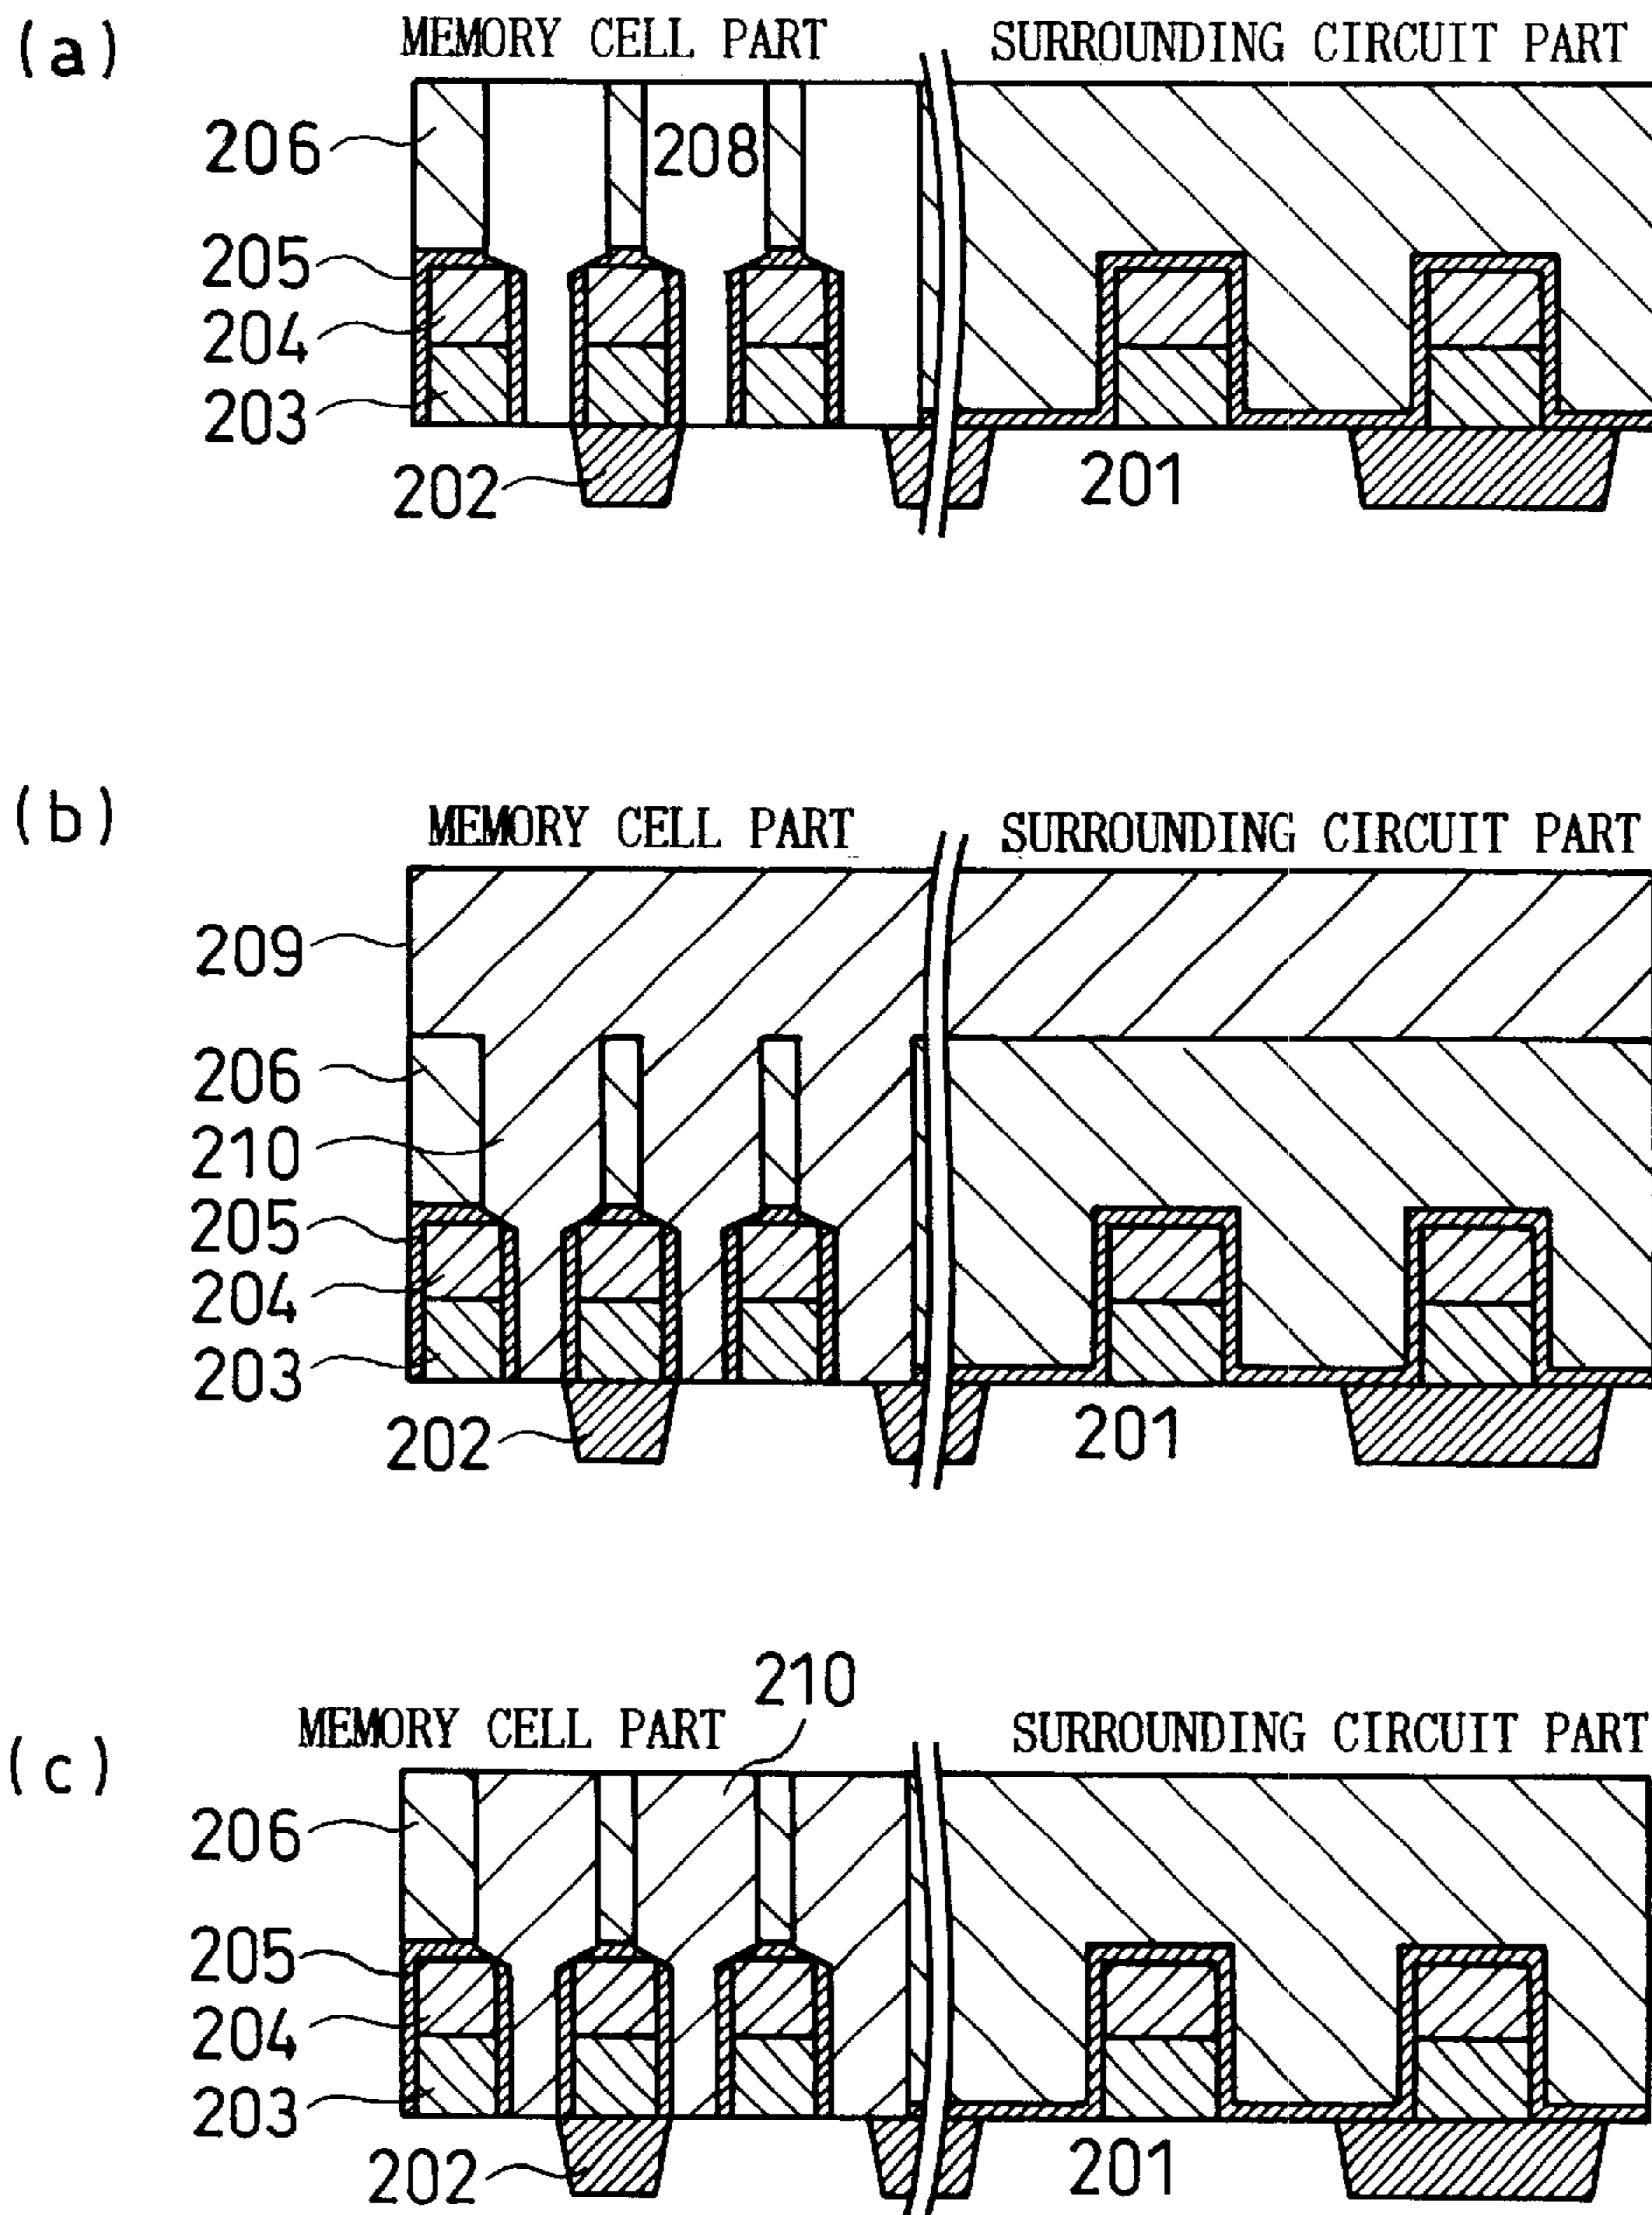 (a)
MEMORY CELL PART
SURROUNDING CIRCUIT PART
206
208
205
204
203
202
201
(b)
MEMORY CELL PART
SURROUNDING CIRCUIT PART
209
206
210
205
204
203
202
201
210
(c)
MEMORY CELL PART
SURROUNDING CIRCUIT PART
206
205
204
203
202
201